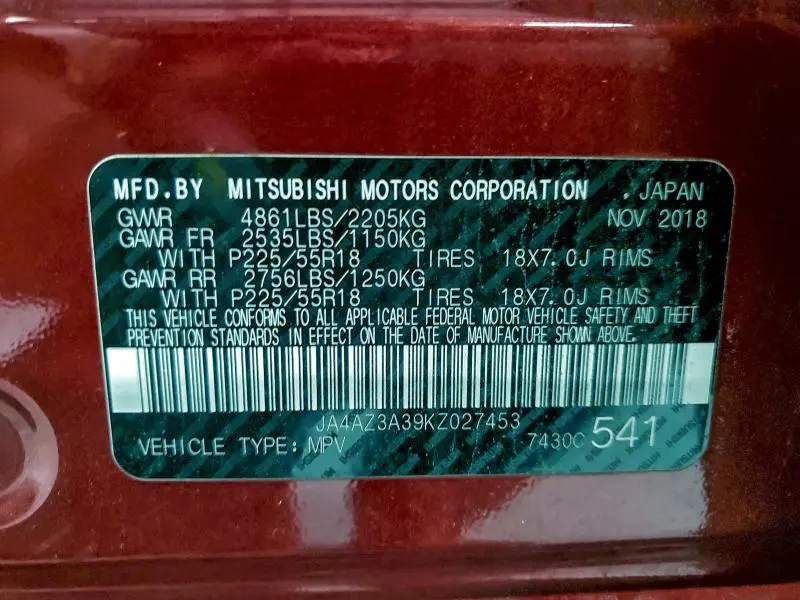 MFD.BY MITSUBISHI MOTORS CORPORATION . JAPAN
GVWR 4861LBS/2205KG NOV 2018
GAWR FR 2535LBS/1150KG
WITH P225/55R18 TIRES 18X7.0J RIMS
GAWR RR 2756LBS/1250KG
WITH P225/55R18 TIRES 18X7.0J RIMS
THIS VEHICLE CONFORMS TO ALL APPLICABLE FEDERAL MOTOR VEHICLE SAFETY AND THEFT
PREVENTION STANDARDS IN EFFECT ON THE DATE OF MANUFACTURE SHOWN ABOVE.
JA4AZ3A39KZ027453
VEHICLE TYPE: MPV 7430C 541